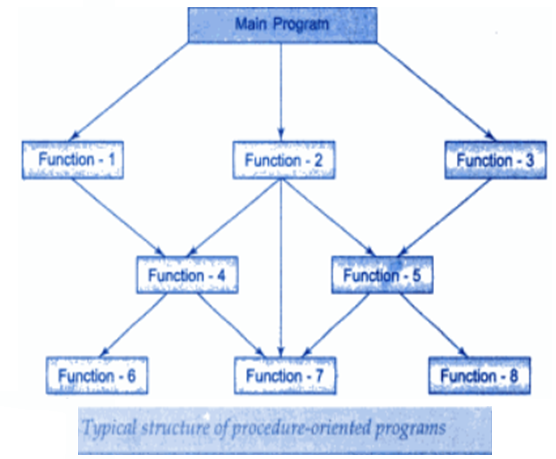 Main Program
Function - 1
Function - 2
Function - 3
Function - 4
Function - 5
Function - 6
Function - 7
Function - 8
Typical structure of procedure-oriented programs